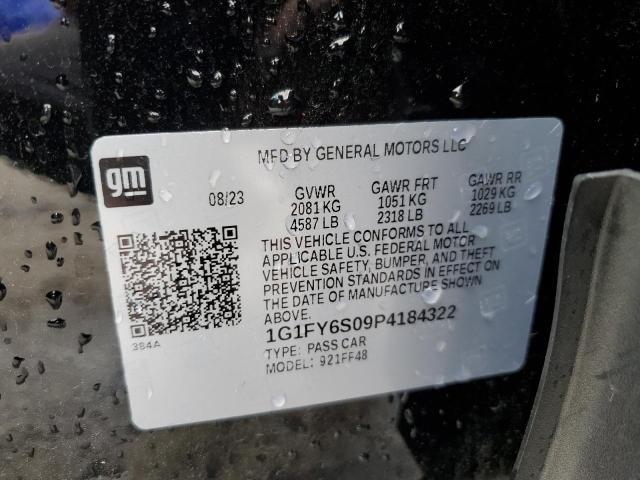 MFD BY GENERAL MOTORS LLC
gm
08/23 GVWR GAWR FRT GAWR RR
2081 KG 1051 KG 1029 KG
4587 LB 2318 LB 2269 LB
THIS VEHICLE CONFORMS TO ALL
APPLICABLE U.S. FEDERAL MOTOR
VEHICLE SAFETY, BUMPER, AND THEFT
PREVENTION STANDARDS IN EFFECT ON
THE DATE OF MANUFACTURE SHOWN
ABOVE.
1G1FY6S09P4184322
384A
TYPE: PASS CAR
MODEL: 921FF48